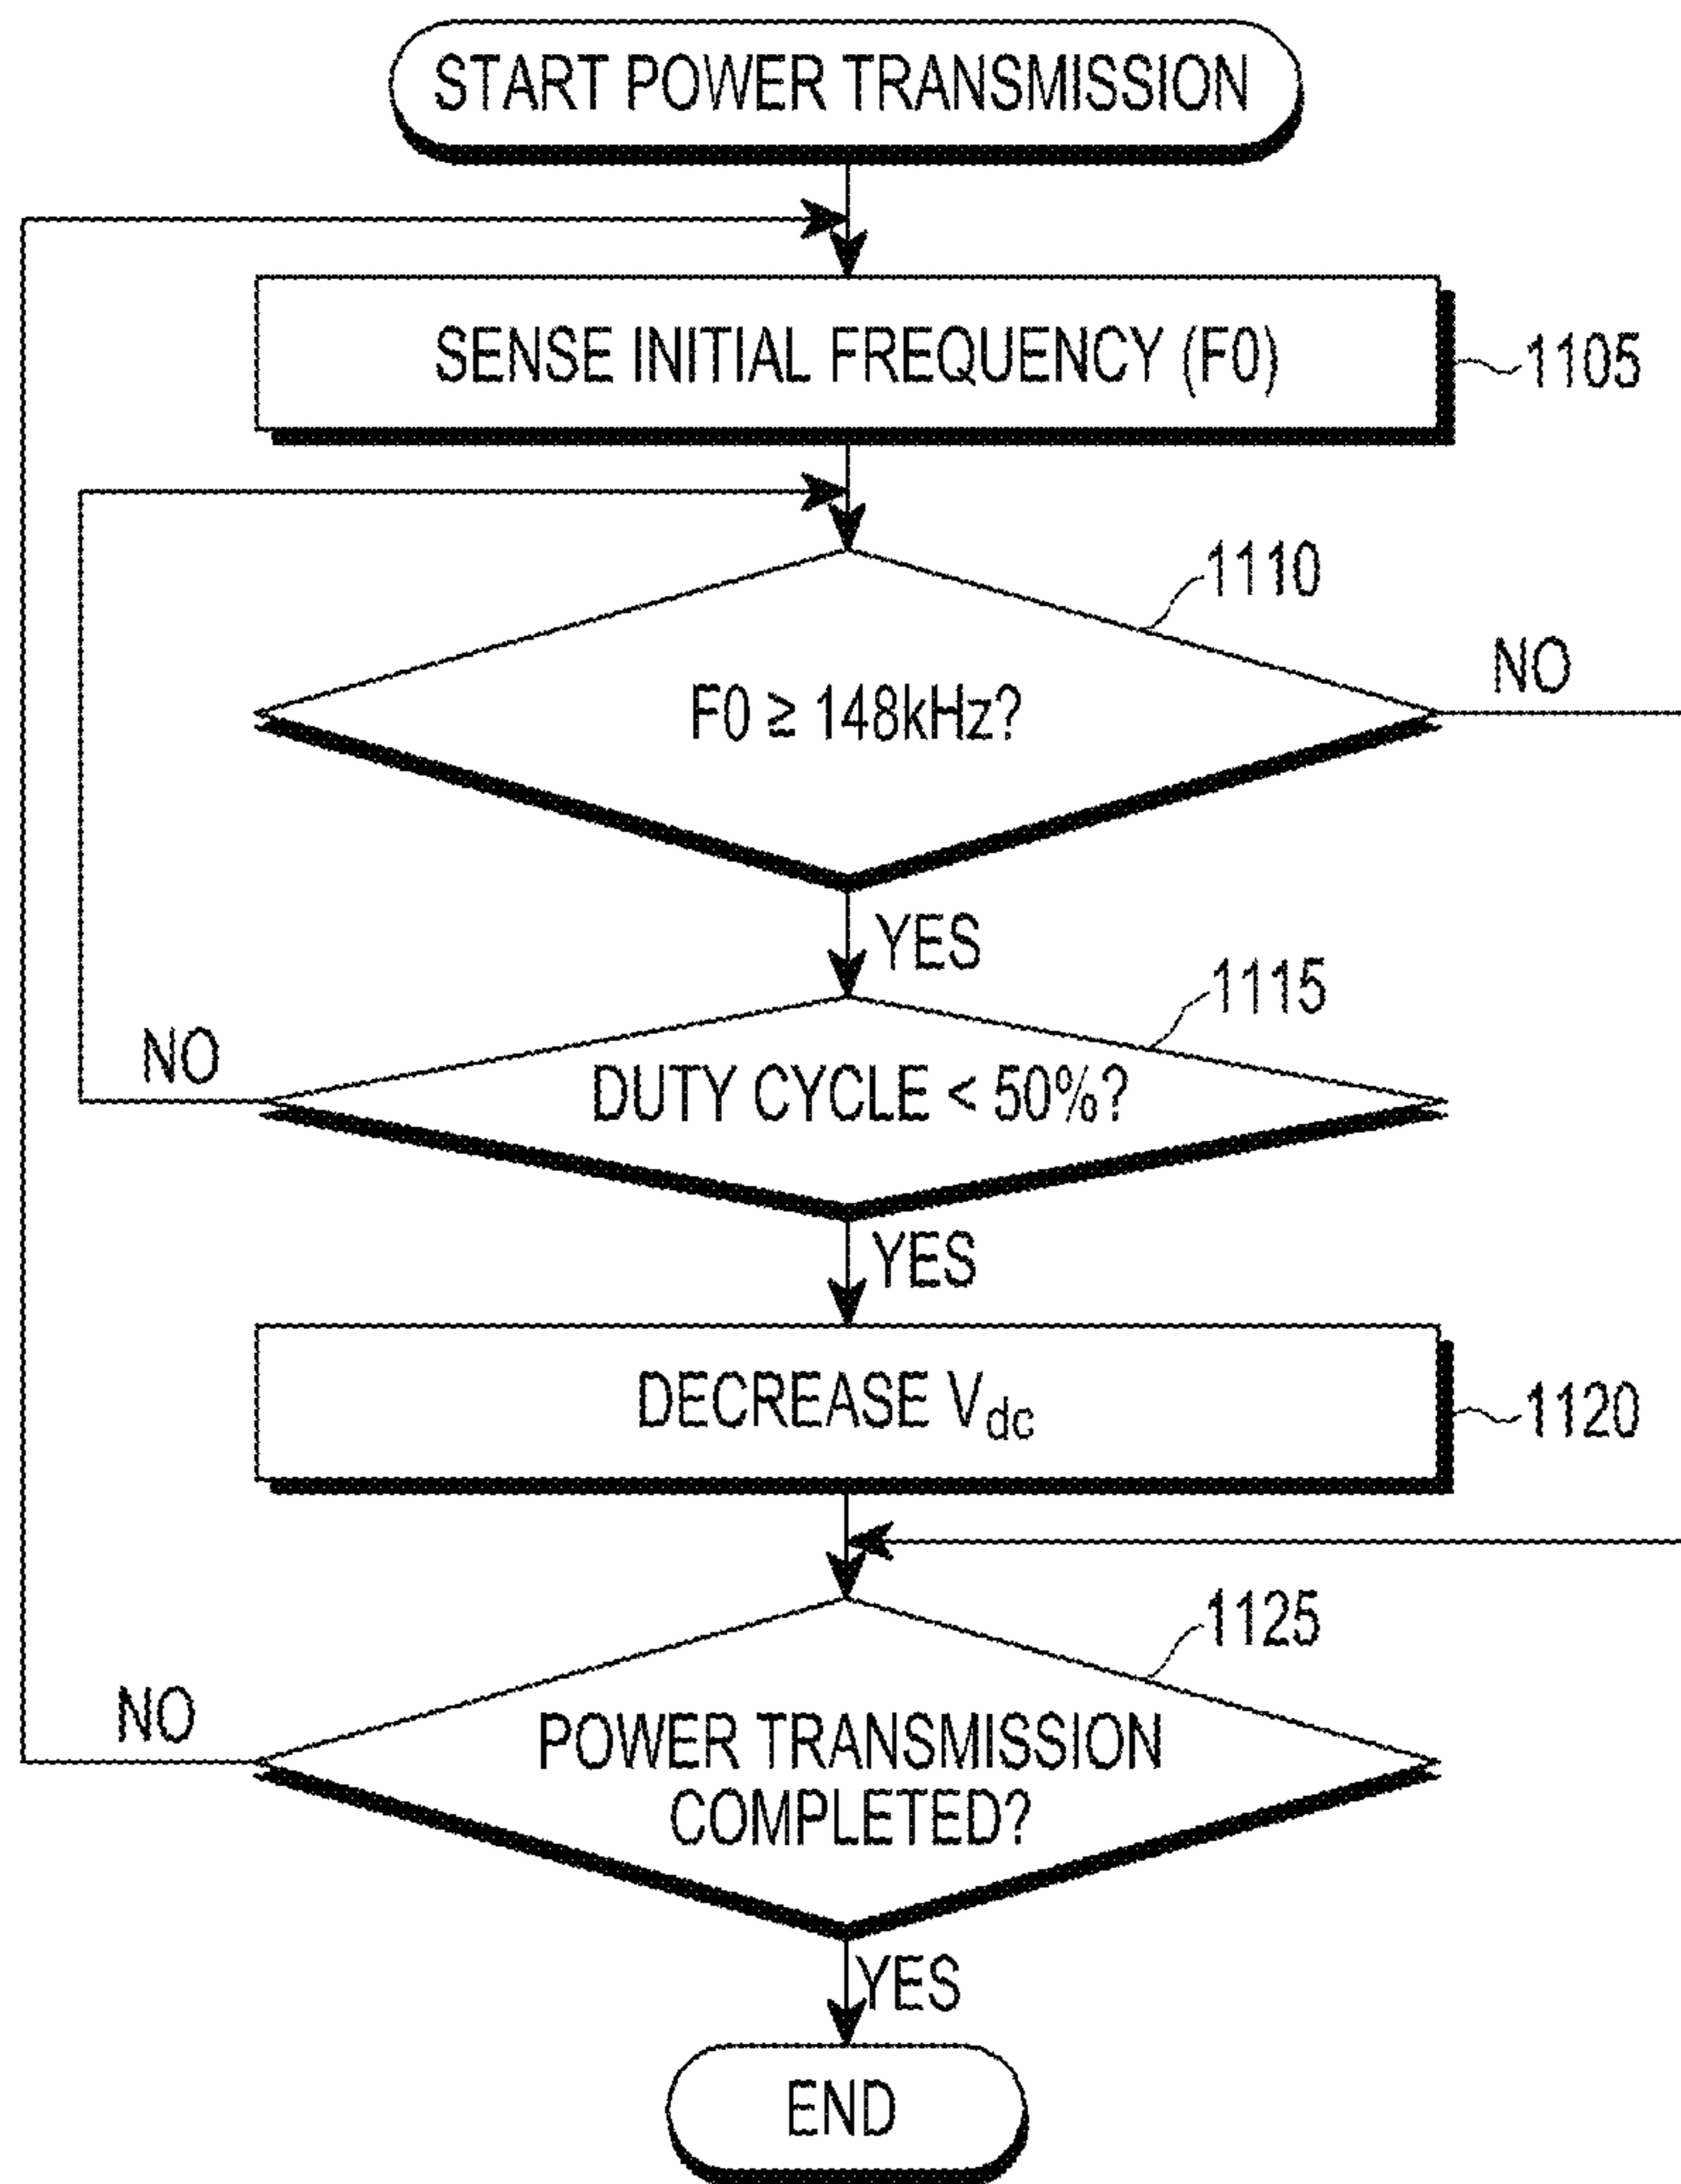 START POWER TRANSMISSION
SENSE INITIAL FREQUENCY (F0)
1105
1110
F0 ≥ 148kHz?
NO
YES
1115
DUTY CYCLE < 50%?
NO
YES
DECREASE Vdc
1120
1125
POWER TRANSMISSION
COMPLETED?
NO
YES
END